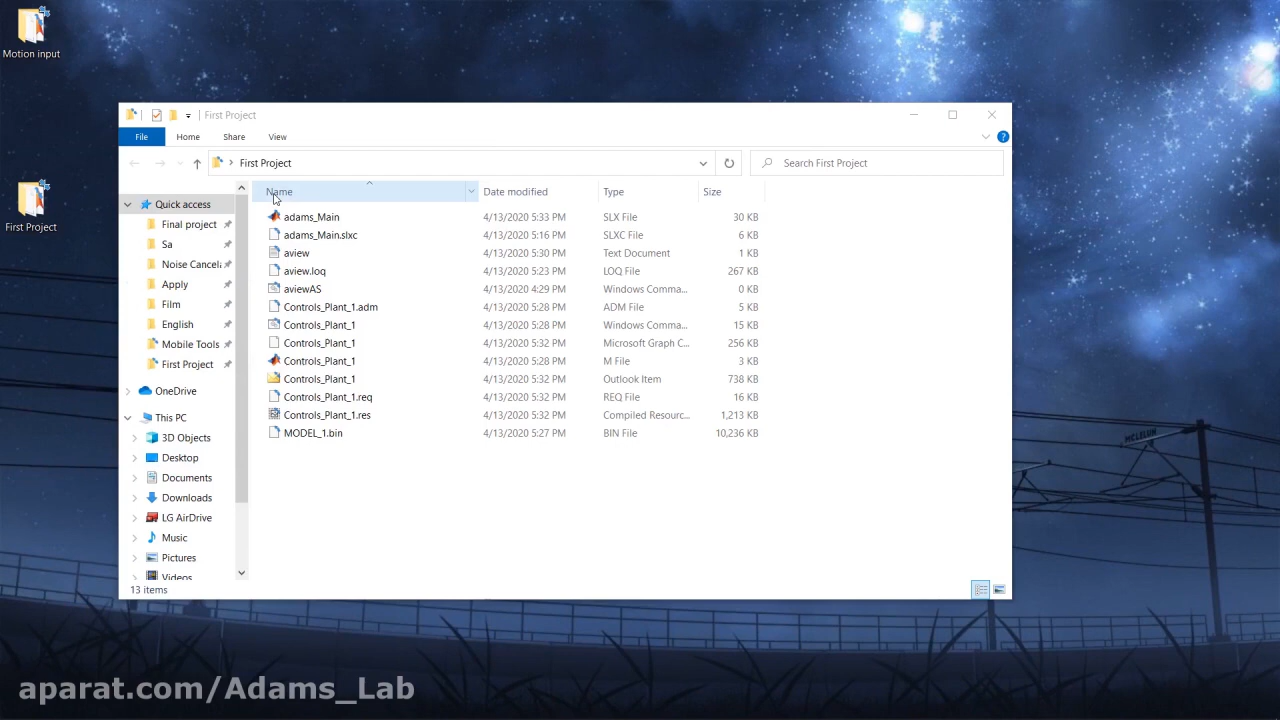 Motion input
First Project
First Project
File Home Share View
First Project
Search First Project
Name Date modified Type Size
Quick access
Final project
Sa
Noise Cancel
Apply
Film
English
Mobile Tools
First Project
OneDrive
This PC
3D Objects
Desktop
Documents
Downloads
LG AirDrive
Music
Pictures
Videos
adams_Main 4/13/2020 5:33 PM SLX File 30 KB
adams_Main.slxc 4/13/2020 5:16 PM SLXC File 6 KB
aview 4/13/2020 5:30 PM Text Document 1 KB
aview.loq 4/13/2020 5:23 PM LOQ File 267 KB
aviewAS 4/13/2020 4:29 PM Windows Comma... 0 KB
Controls_Plant_1.adm 4/13/2020 5:28 PM ADM File 5 KB
Controls_Plant_1 4/13/2020 5:28 PM Windows Comma... 15 KB
Controls_Plant_1 4/13/2020 5:32 PM Microsoft Graph C... 256 KB
Controls_Plant_1 4/13/2020 5:28 PM M File 3 KB
Controls_Plant_1 4/13/2020 5:32 PM Outlook Item 738 KB
Controls_Plant_1.req 4/13/2020 5:32 PM REQ File 16 KB
Controls_Plant_1.res 4/13/2020 5:32 PM Compiled Resourc... 1,213 KB
MODEL_1.bin 4/13/2020 5:27 PM BIN File 10,236 KB
13 items
aparat.com/Adams_Lab